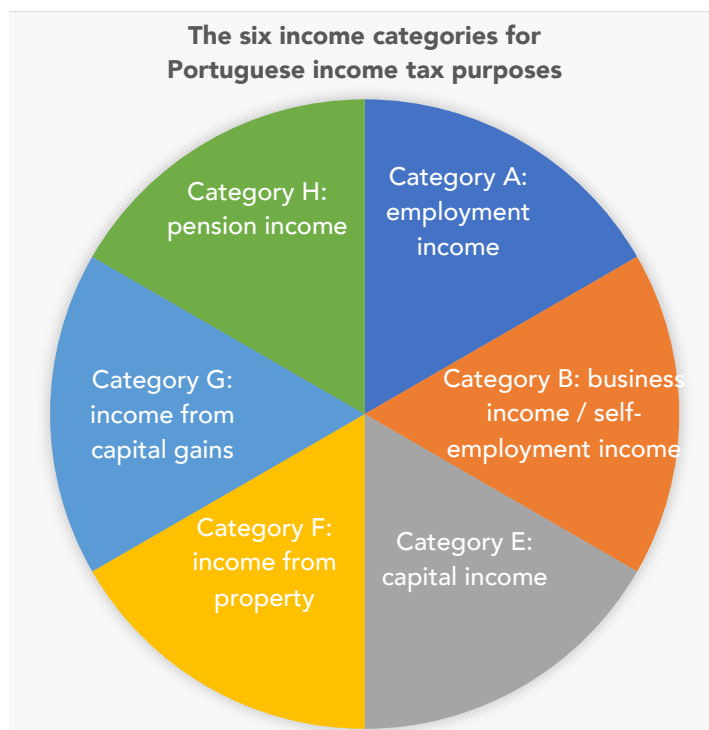 The six income categories for
Portuguese income tax purposes
Category H:
pension income
Category A:
employment
income
Category G:
income from
capital gains
Category B: business
income / self-
employment income
Category F:
income from
property
Category E:
capital income